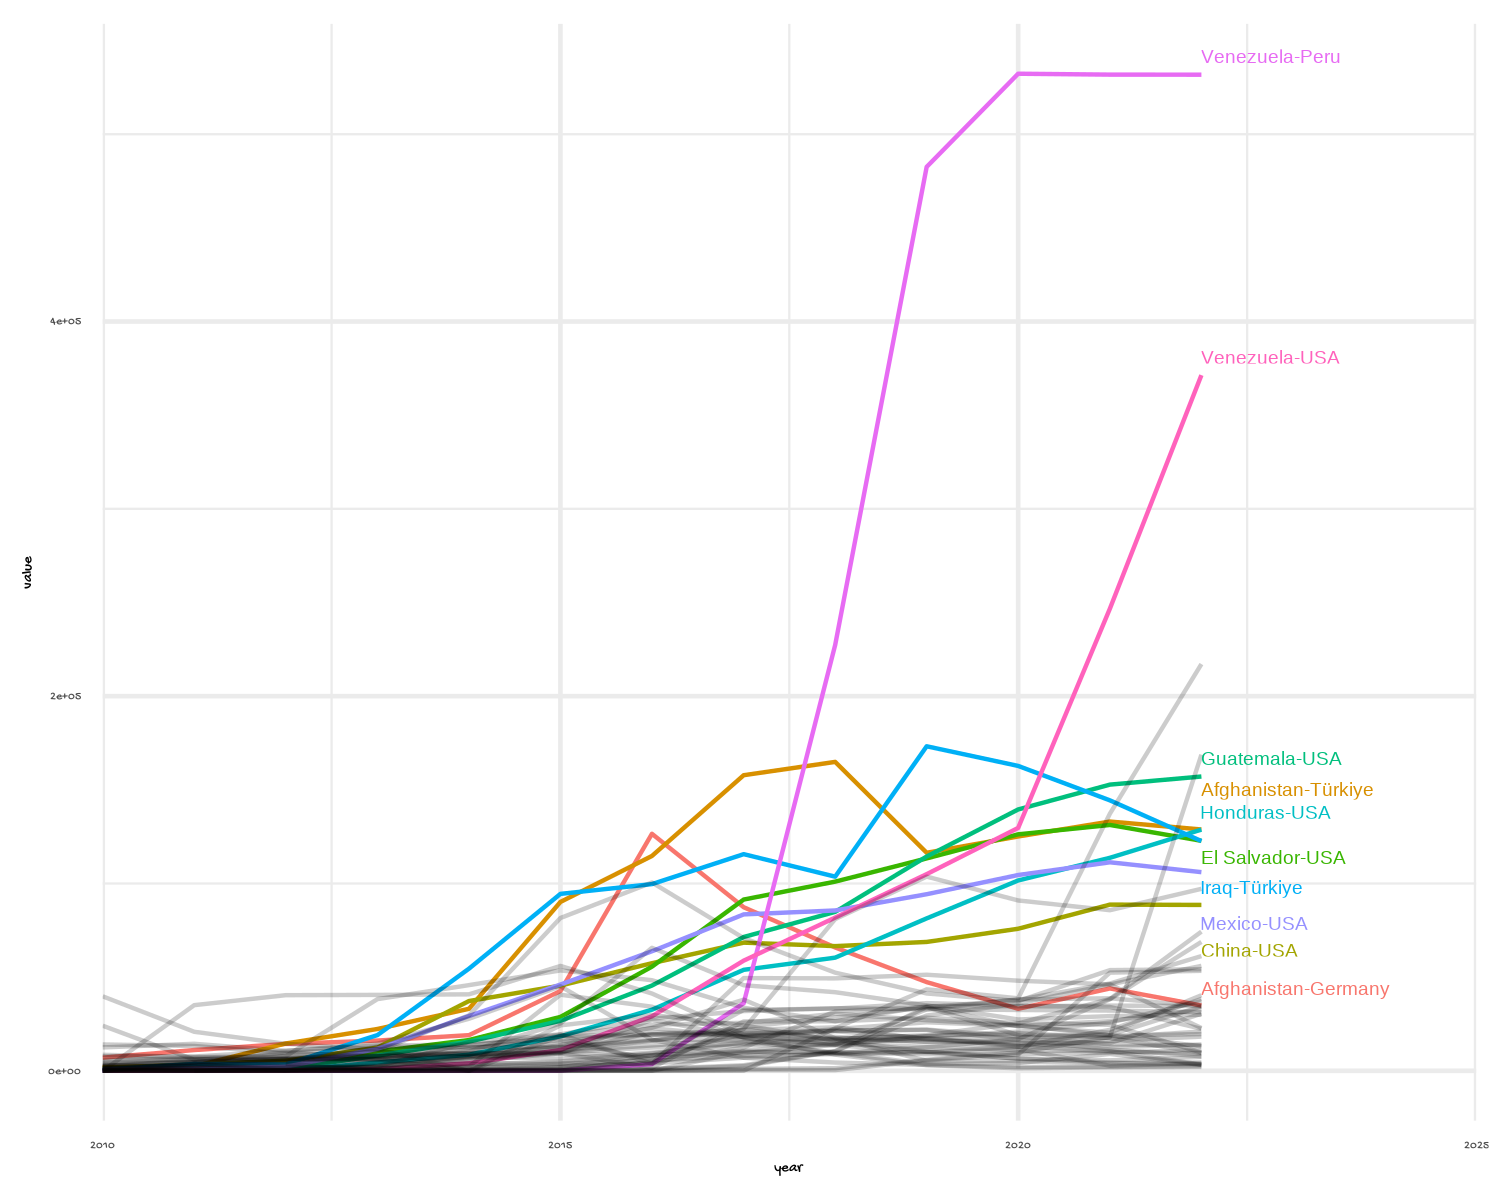 Venezuela-Peru
4e+05
Venezuela-USA
value
2e+05
Guatemala-USA
Afghanistan-Türkiye
Honduras-USA
El Salvador-USA
Iraq-Türkiye
Mexico-USA
China-USA
Afghanistan-Germany
0e+00
2010
2015
2020
2025
year